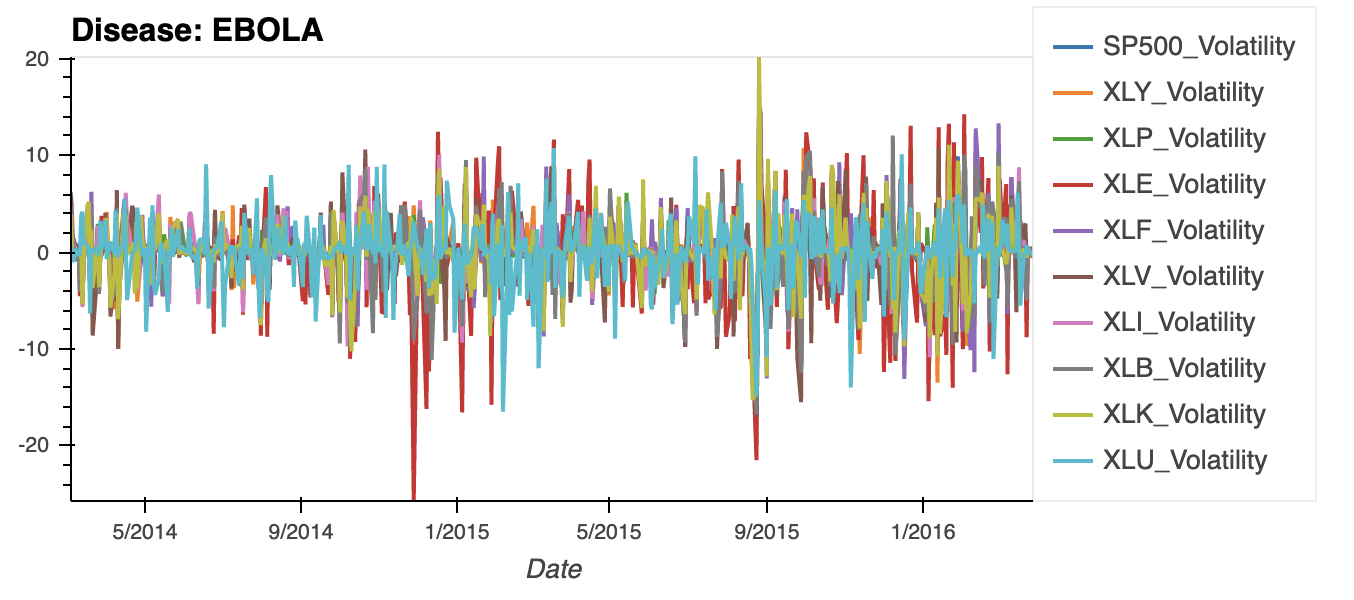 Disease: EBOLA
20
10
0
-10
-20
5/2014
9/2014
1/2015
5/2015
9/2015
1/2016
Date
SP500_Volatility
XLY_Volatility
XLP_Volatility
XLE_Volatility
XLF_Volatility
XLV_Volatility
XLI_Volatility
XLB_Volatility
XLK_Volatility
XLU_Volatility